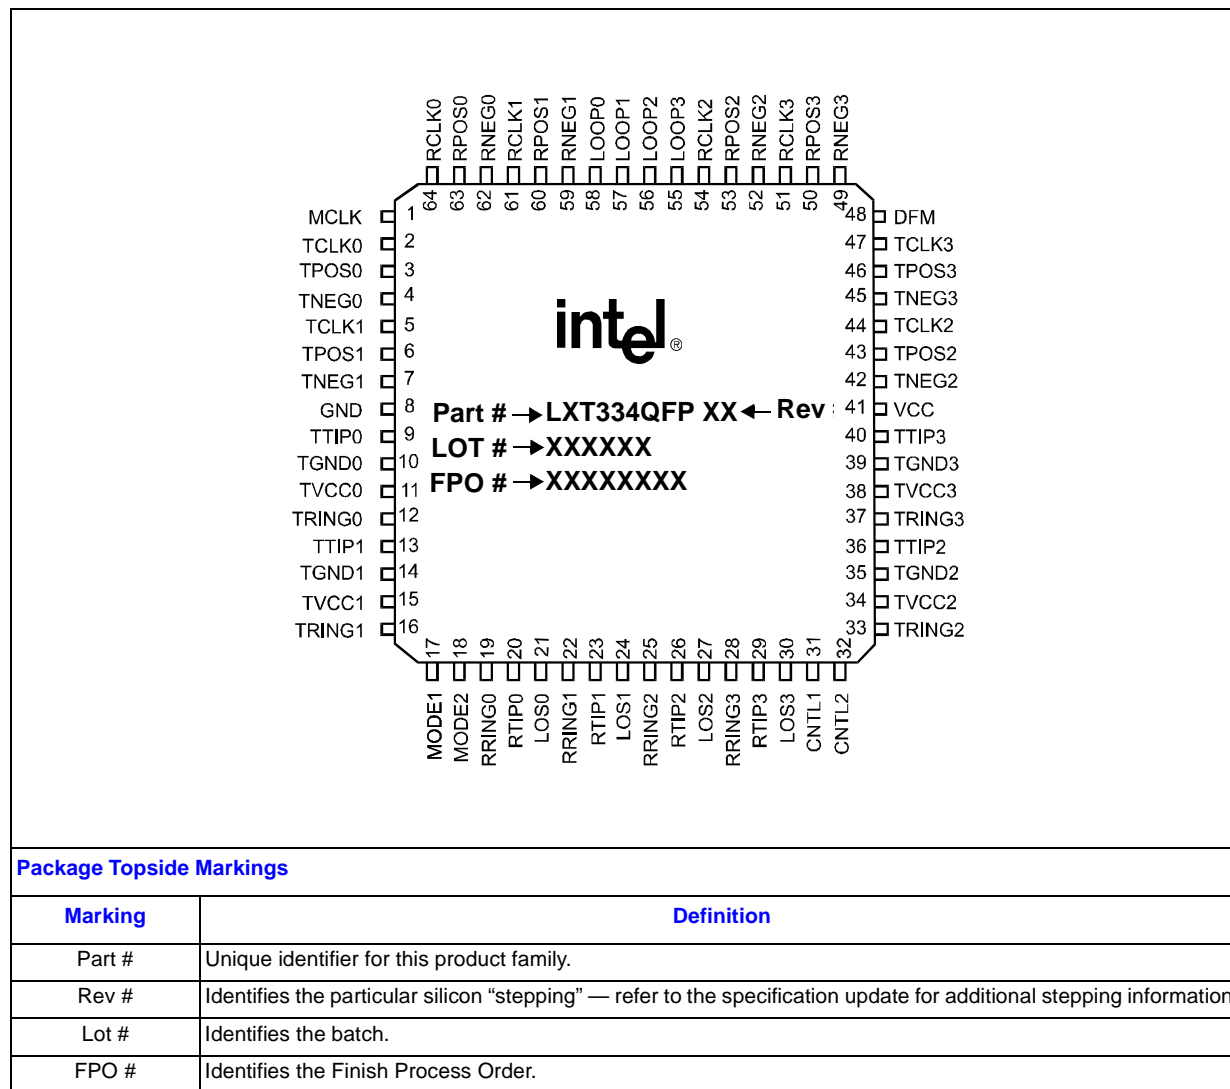 RCLK0
RPOS0
RNEG0
RCLK1
RPOS1
RNEG1
LOOP0
LOOP1
LOOP2
LOOP3
RCLK2
RPOS2
RNEG2
RCLK3
RPOS3
RNEG3
64 63 62 61 60 59 58 57 56 55 54 53 52 51 50 49
MCLK 1 48 DFM
TCLK0 2 47 TCLK3
TPOS0 3 46 TPOS3
TNEG0 4 45 TNEG3
TCLK1 5 44 TCLK2
TPOS1 6 43 TPOS2
TNEG1 7 42 TNEG2
GND 8 41 VCC
TTIP0 9 40 TTIP3
TGND0 10 39 TGND3
TVCC0 11 38 TVCC3
TRING0 12 37 TRING3
TTIP1 13 36 TTIP2
TGND1 14 35 TGND2
TVCC1 15 34 TVCC2
TRING1 16 33 TRING2
intel®
Part # LXT334QFP XX Rev
LOT # XXXXXX
FPO # XXXXXXXX
17 18 19 20 21 22 23 24 25 26 27 28 29 30 31 32
MODE1
MODE2
RRING0
RTIP0
LOS0
RRING1
RTIP1
LOS1
RRING2
RTIP2
LOS2
RRING3
RTIP3
LOS3
CNTL1
CNTL2
Package Topside Markings
Marking Definition
Part # Unique identifier for this product family.
Rev # Identifies the particular silicon “stepping” — refer to the specification update for additional stepping information
Lot # Identifies the batch.
FPO # Identifies the Finish Process Order.